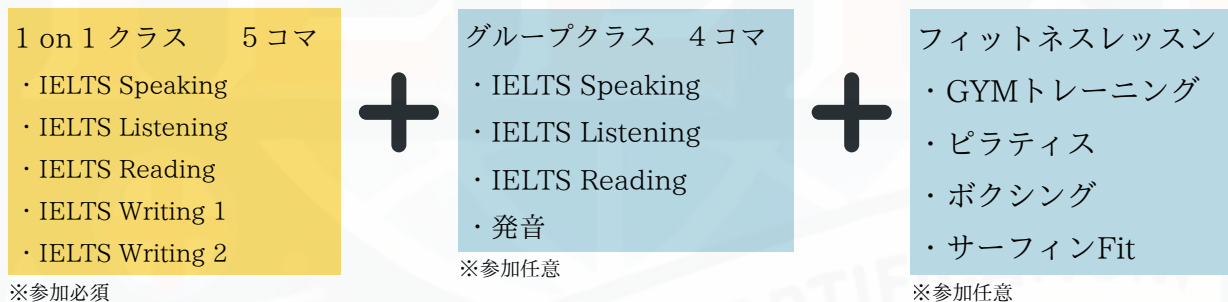 1 on 1 クラス　　5コマ
・IELTS Speaking
・IELTS Listening
・IELTS Reading
・IELTS Writing 1
・IELTS Writing 2
※参加必須
グループクラス　4コマ
・IELTS Speaking
・IELTS Listening
・IELTS Reading
・発音
※参加任意
フィットネスレッスン
・GYMトレーニング
・ピラティス
・ボクシング
・サーフィンFit
※参加任意